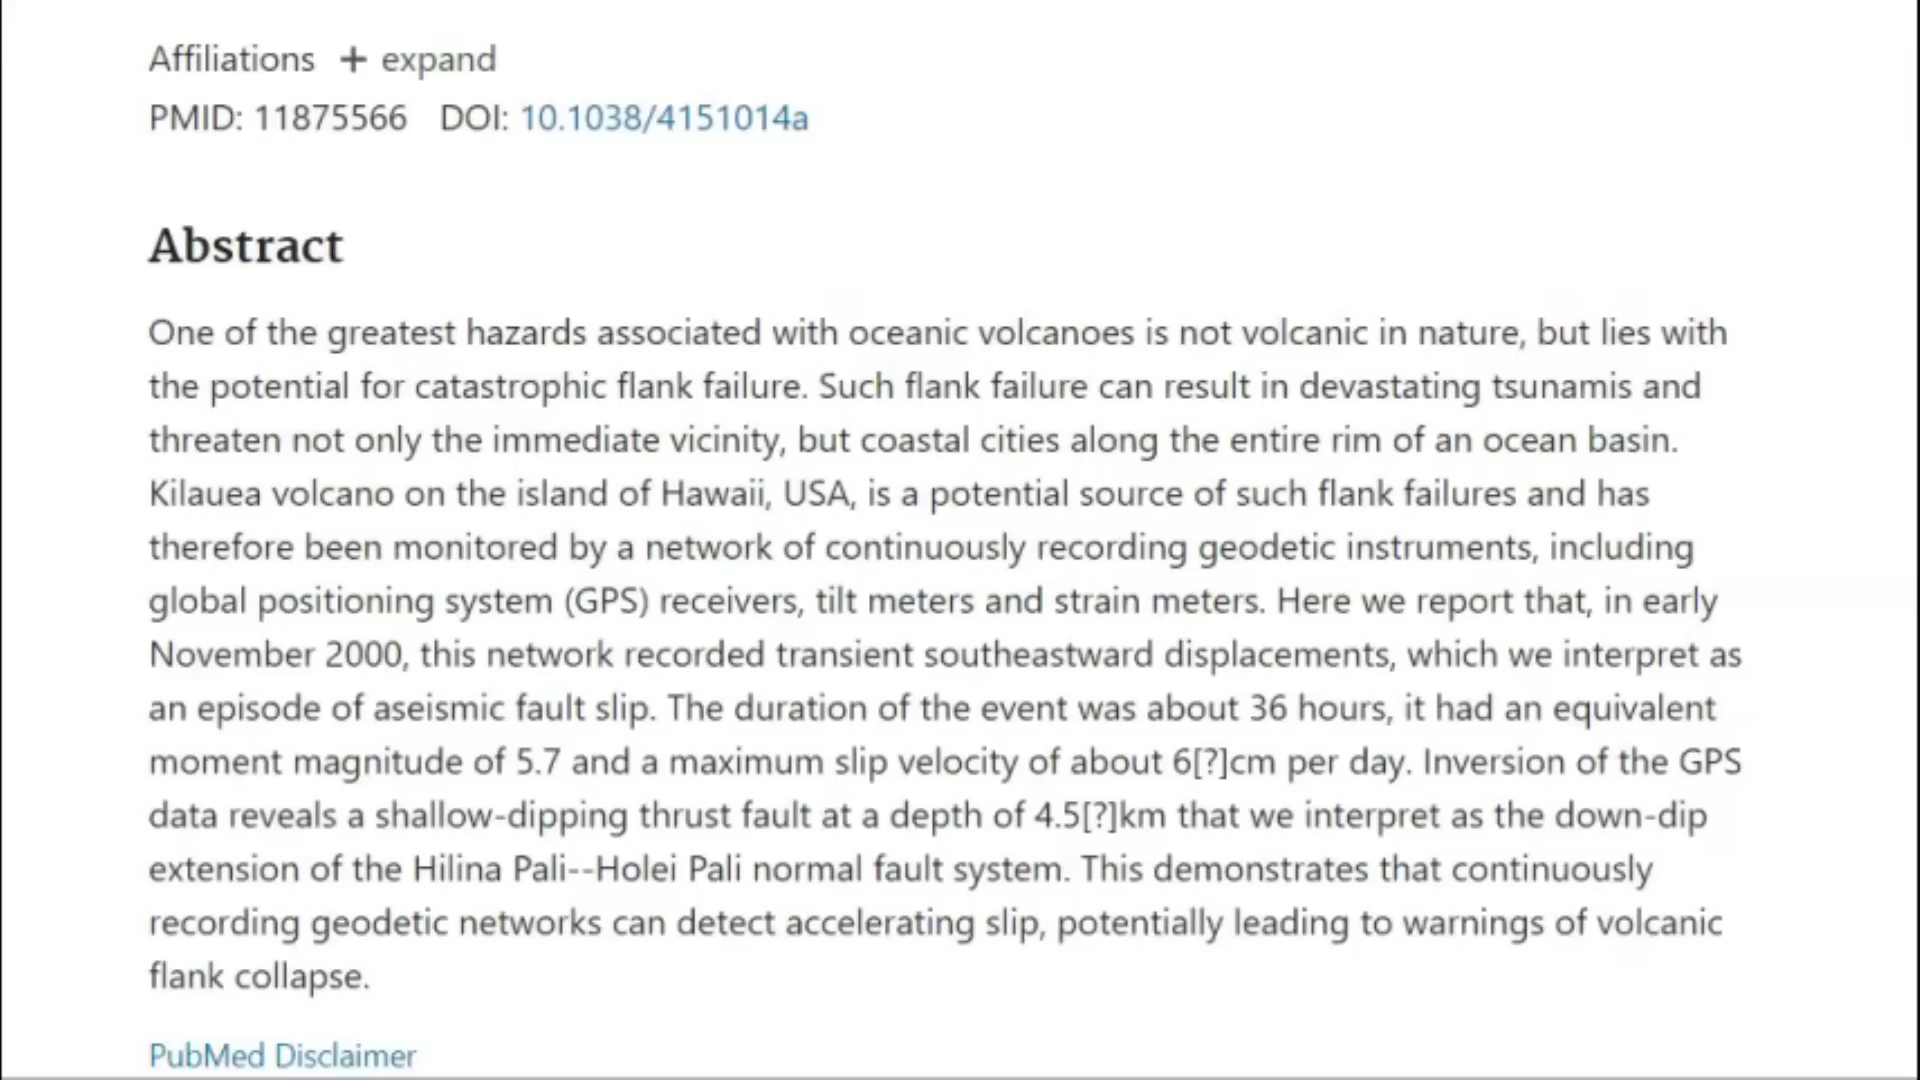 Affiliations + expand
PMID: 11875566 DOI: 10.1038/4151014a
Abstract
One of the greatest hazards associated with oceanic volcanoes is not volcanic in nature, but lies with
the potential for catastrophic flank failure. Such flank failure can result in devastating tsunamis and
threaten not only the immediate vicinity, but coastal cities along the entire rim of an ocean basin.
Kilauea volcano on the island of Hawaii, USA, is a potential source of such flank failures and has
therefore been monitored by a network of continuously recording geodetic instruments, including
global positioning system (GPS) receivers, tilt meters and strain meters. Here we report that, in early
November 2000, this network recorded transient southeastward displacements, which we interpret as
an episode of aseismic fault slip. The duration of the event was about 36 hours, it had an equivalent
moment magnitude of 5.7 and a maximum slip velocity of about 6[?]cm per day. Inversion of the GPS
data reveals a shallow-dipping thrust fault at a depth of 4.5[?]km that we interpret as the down-dip
extension of the Hilina Pali--Holei Pali normal fault system. This demonstrates that continuously
recording geodetic networks can detect accelerating slip, potentially leading to warnings of volcanic
flank collapse.
PubMed Disclaimer